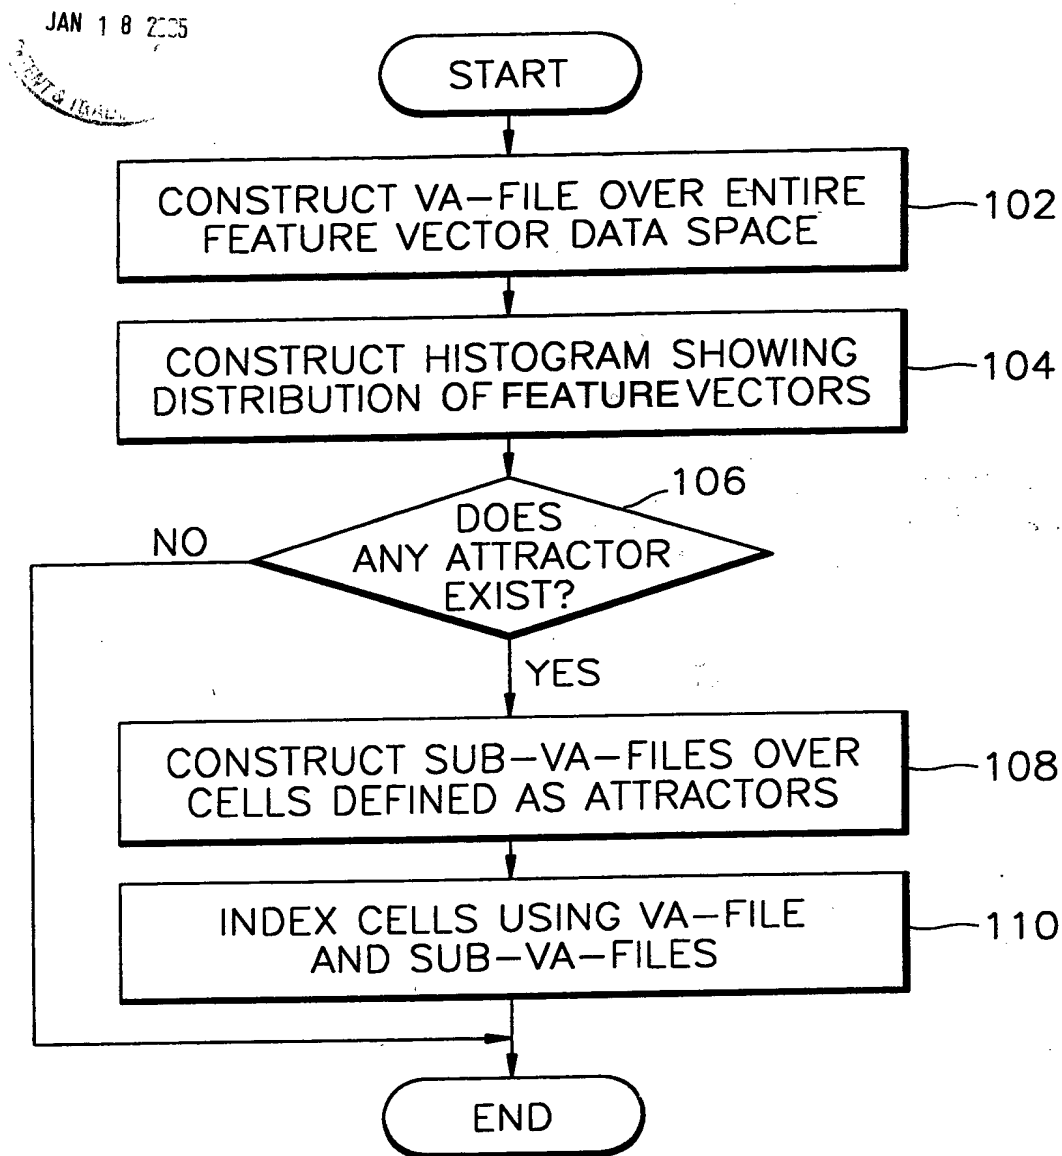 JAN 1 8
START
CONSTRUCT VA-FILE OVER ENTIRE
FEATURE VECTOR DATA SPACE
102
CONSTRUCT HISTOGRAM SHOWING
DISTRIBUTION OF FEATURE VECTORS
104
106
DOES
ANY ATTRACTOR
EXIST?
NO
YES
CONSTRUCT SUB-VA-FILES OVER
CELLS DEFINED AS ATTRACTORS
108
INDEX CELLS USING VA-FILE
AND SUB-VA-FILES
110
END